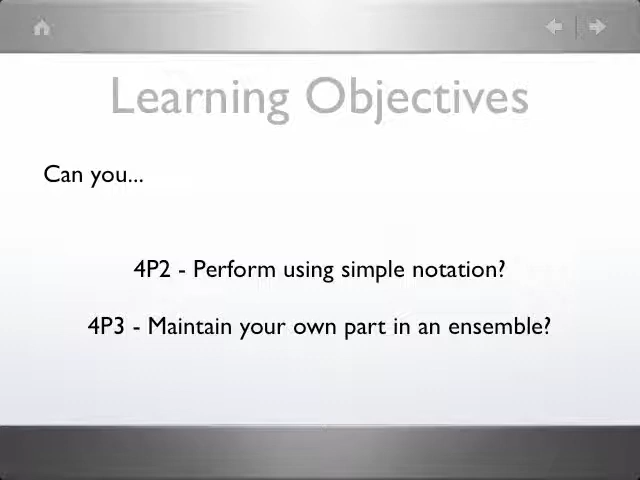 Learning Objectives
Can you...
4P2 - Perform using simple notation?
4P3 - Maintain your own part in an ensemble?